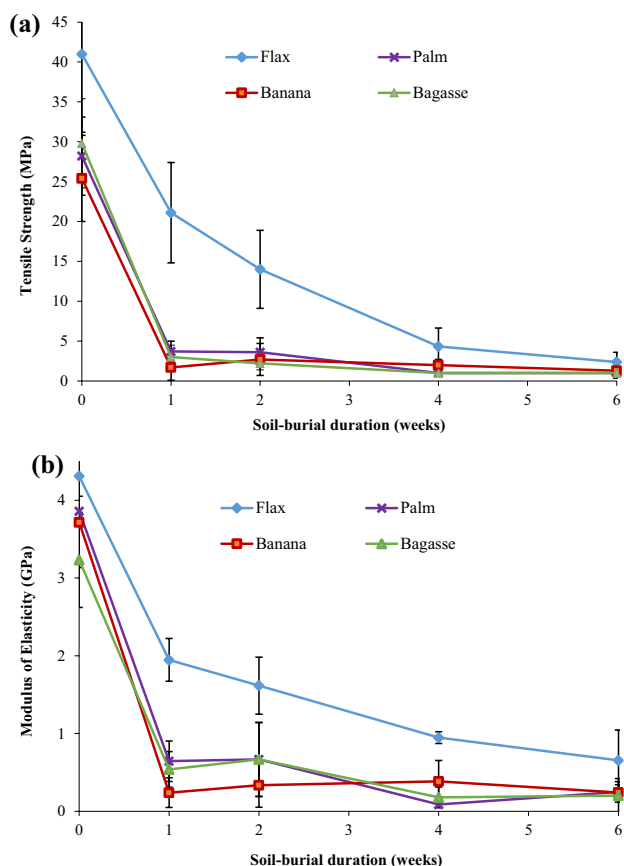 (a)
45
40
35
30
25
20
15
10
5
0
Tensile Strength (MPa)
Flax
Palm
Banana
Bagasse
0 1 2 3 4 5 6
Soil-burial duration (weeks)
(b)
4
3
2
1
0
Modulus of Elasticity (GPa)
Flax
Palm
Banana
Bagasse
0 1 2 3 4 5 6
Soil-burial duration (weeks)